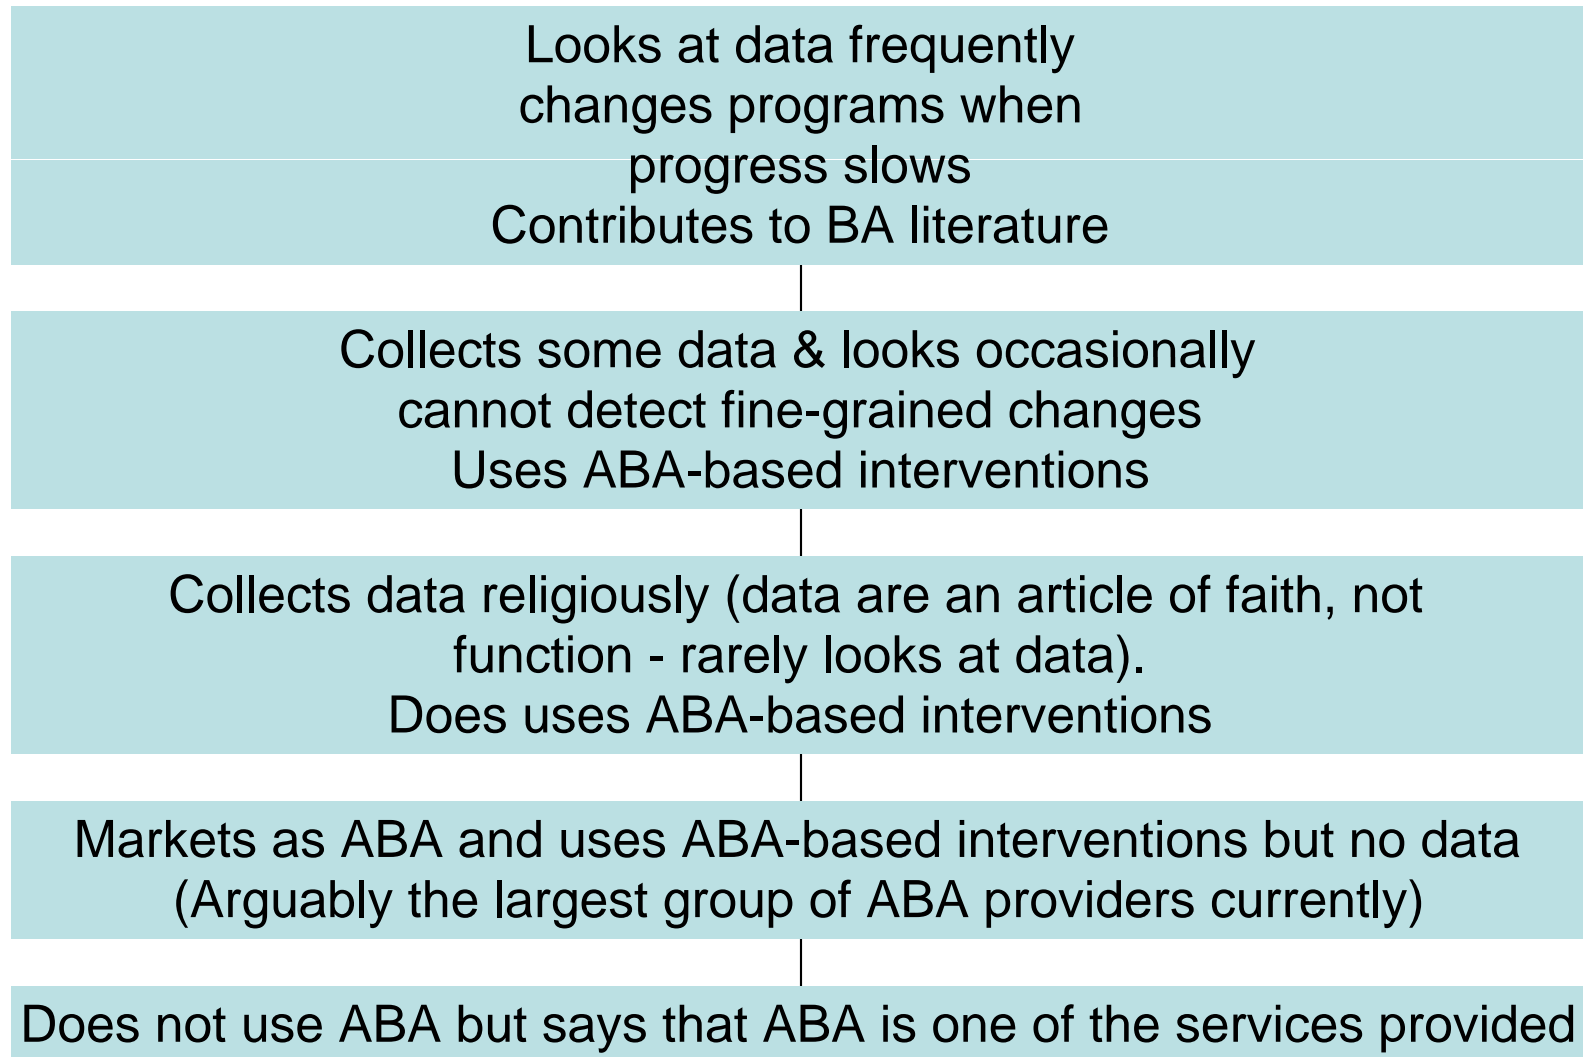 Looks at data frequently
changes programs when
progress slows
Contributes to BA literature
Collects some data & looks occasionally
cannot detect fine-grained changes
Uses ABA-based interventions
Collects data religiously (data are an article of faith, not
function - rarely looks at data).
Does uses ABA-based interventions
Markets as ABA and uses ABA-based interventions but no data
(Arguably the largest group of ABA providers currently)
Does not use ABA but says that ABA is one of the services provided